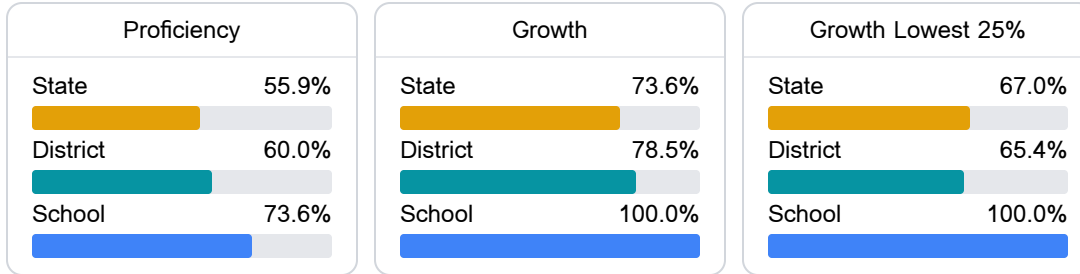 Proficiency
State 55.9%
District 60.0%
School 73.6%
Growth
State 73.6%
District 78.5%
School 100.0%
Growth Lowest 25%
State 67.0%
District 65.4%
School 100.0%